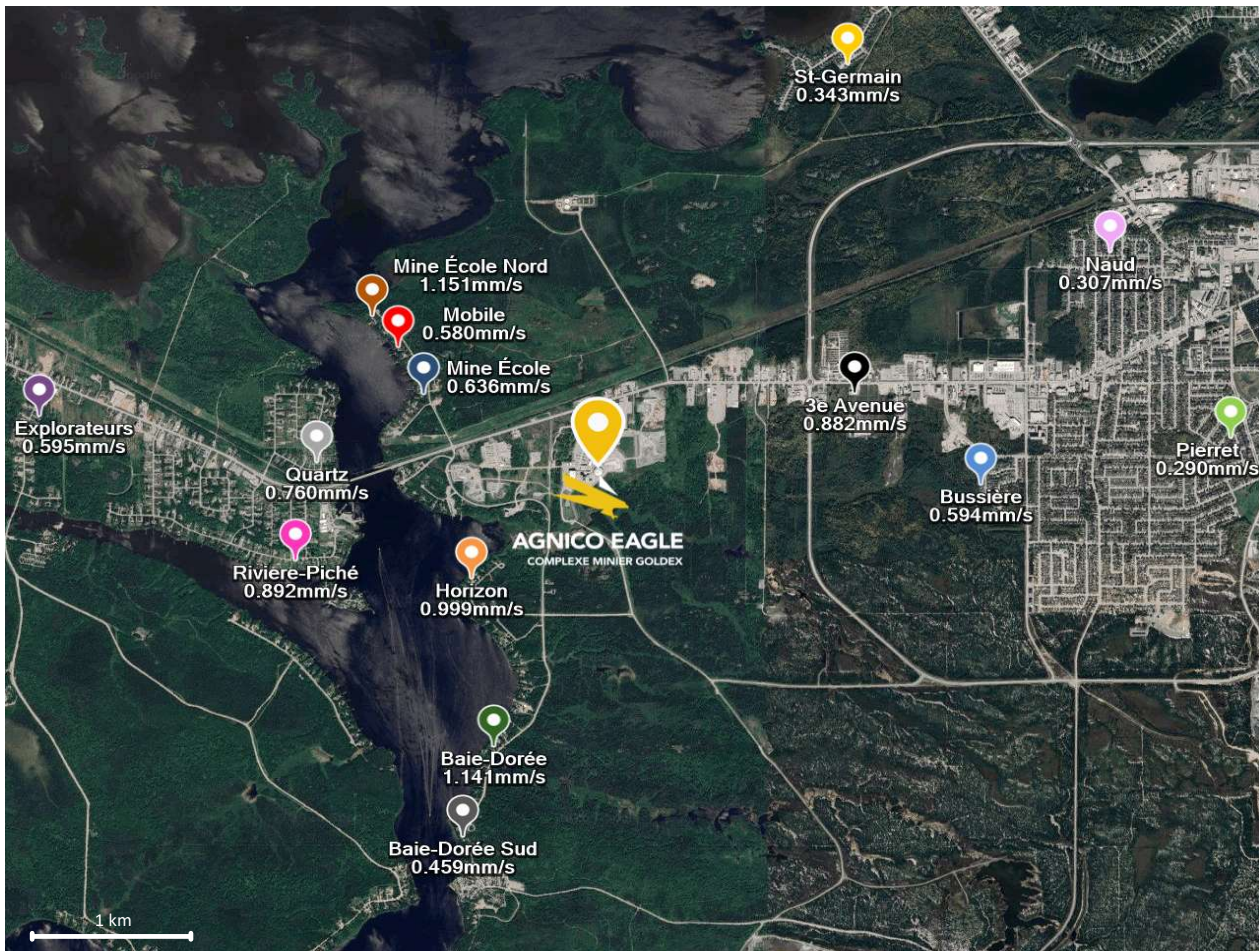 St-Germain
0.343mm/s
Naud
0.307mm/s
Mine École Nord
1.151mm/s
Mobile
0.580mm/s
Mine École
0.636mm/s
Explorateurs
0.595mm/s
3e Avenue
0.882mm/s
Pierret
0.290mm/s
Quartz
0.760mm/s
Bussière
0.594mm/s
AGNICO EAGLE
COMPLEXE MINIER GOLDEX
Riviere-Piché
0.892mm/s
Horizon
0.999mm/s
Baie-Dorée
1.141mm/s
Baie-Dorée Sud
0.459mm/s
1 km